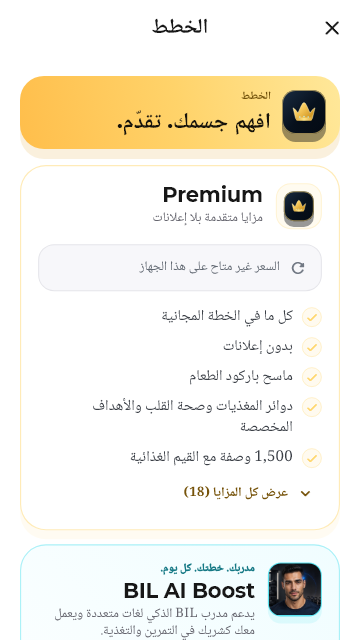 الخطط
الخطط
افهم جسمك. تقدّم.
Premium
مزايا متقدمة بلا إعلانات
السعر غير متاح على هذا الجهاز
كل ما في الخطة المجانية
بدون إعلانات
ماسح باركود الطعام
دوائر المغذيات وصحة القلب والأهداف
المخصصة
1,500 وصفة مع القيم الغذائية
عرض كل المزايا (18)
مدربك. خطتك. كل يوم.
BIL AI Boost
يدعم مدرب BIL الذكي لغات متعددة ويعمل
معك كشريك في التمرين والتغذية.